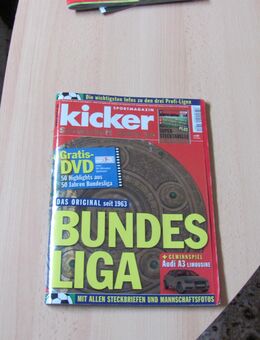 Die wichtigsten Infos zu den drei Profi-Ligen
SPORTMAGAZIN
kicker
Gratis-
DVD
50 Highlights aus
50 Jahren Bundesliga
DAS ORIGINAL seit 1963
BUNDES
LIGA
+ GEWINNSPIEL
Audi A3 LIMOUSINE
MIT ALLEN STECKBRIEFEN UND MANNSCHAFTSFOTOS